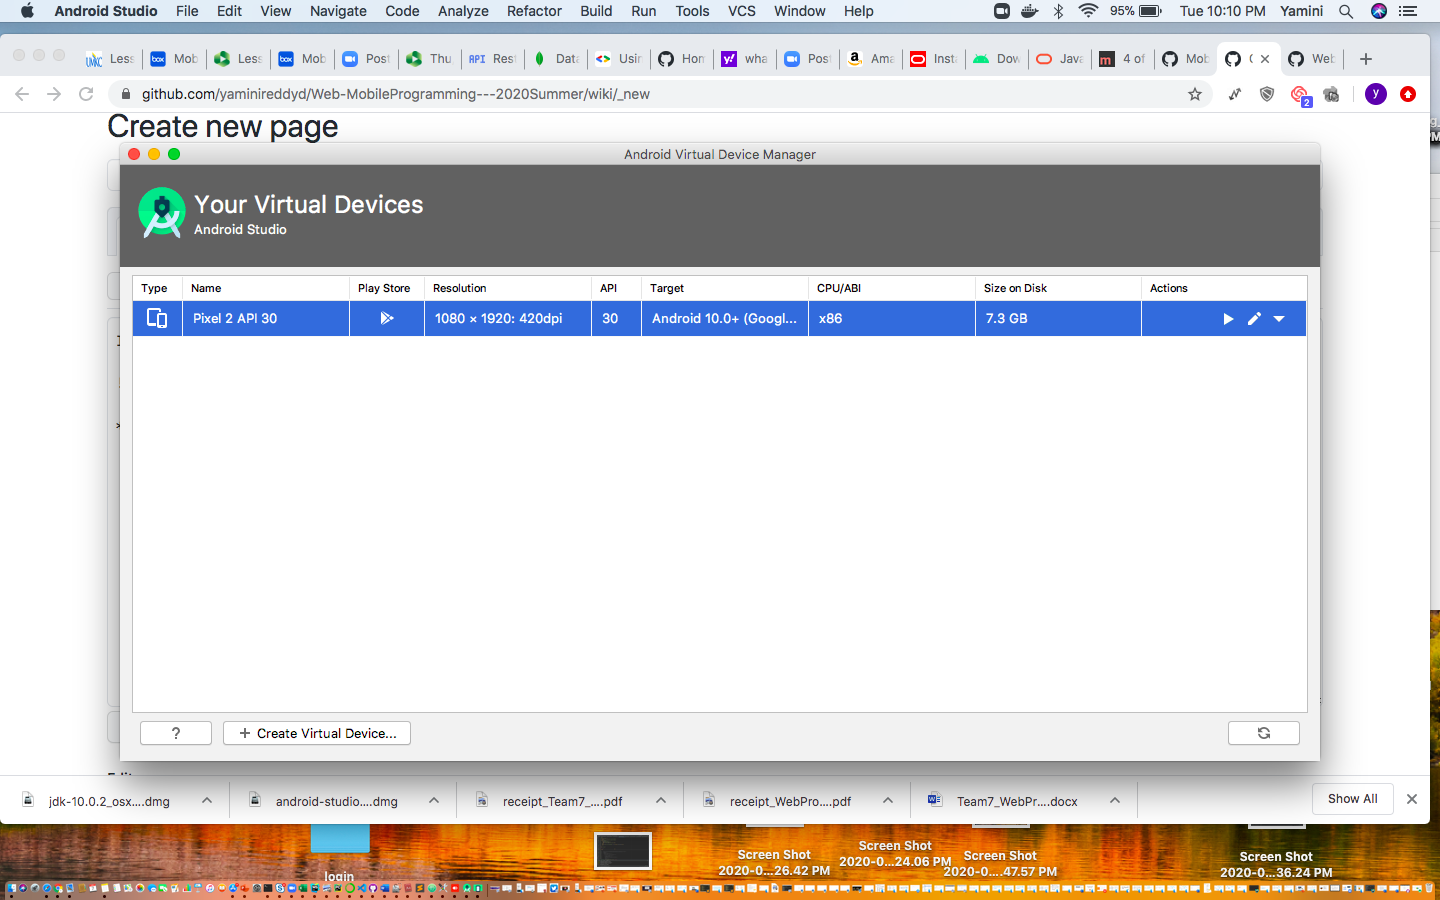 Android Studio File Edit View Navigate Code Analyze Refactor Build Run Tools VCS Window Help 95% Tue 10:10 PM Yamini
UMKC Less box Mob Less box Mob Post Thu API Rest Data Usin Hom y! wha Post a Ama Inst Dow Java m 4 of Mob Web
github.com/yaminireddyd/Web-MobileProgramming---2020Summer/wiki/_new 2 y
Create new page
Android Virtual Device Manager
Your Virtual Devices
Android Studio
Type Name Play Store Resolution API Target CPU/ABI Size on Disk Actions
Pixel 2 API 30 1080 × 1920: 420dpi 30 Android 10.0+ (Googl... x86 7.3 GB
? + Create Virtual Device...
jdk-10.0.2_osx....dmg android-studio....dmg receipt_Team7_....pdf receipt_WebPro....pdf Team7_WebPr....docx Show All
login
Screen Shot
2020-0...26.42 PM
Screen Shot
2020-0...24.06 PM
Screen Shot
2020-0....47.57 PM
Screen Shot
2020-0...36.24 PM